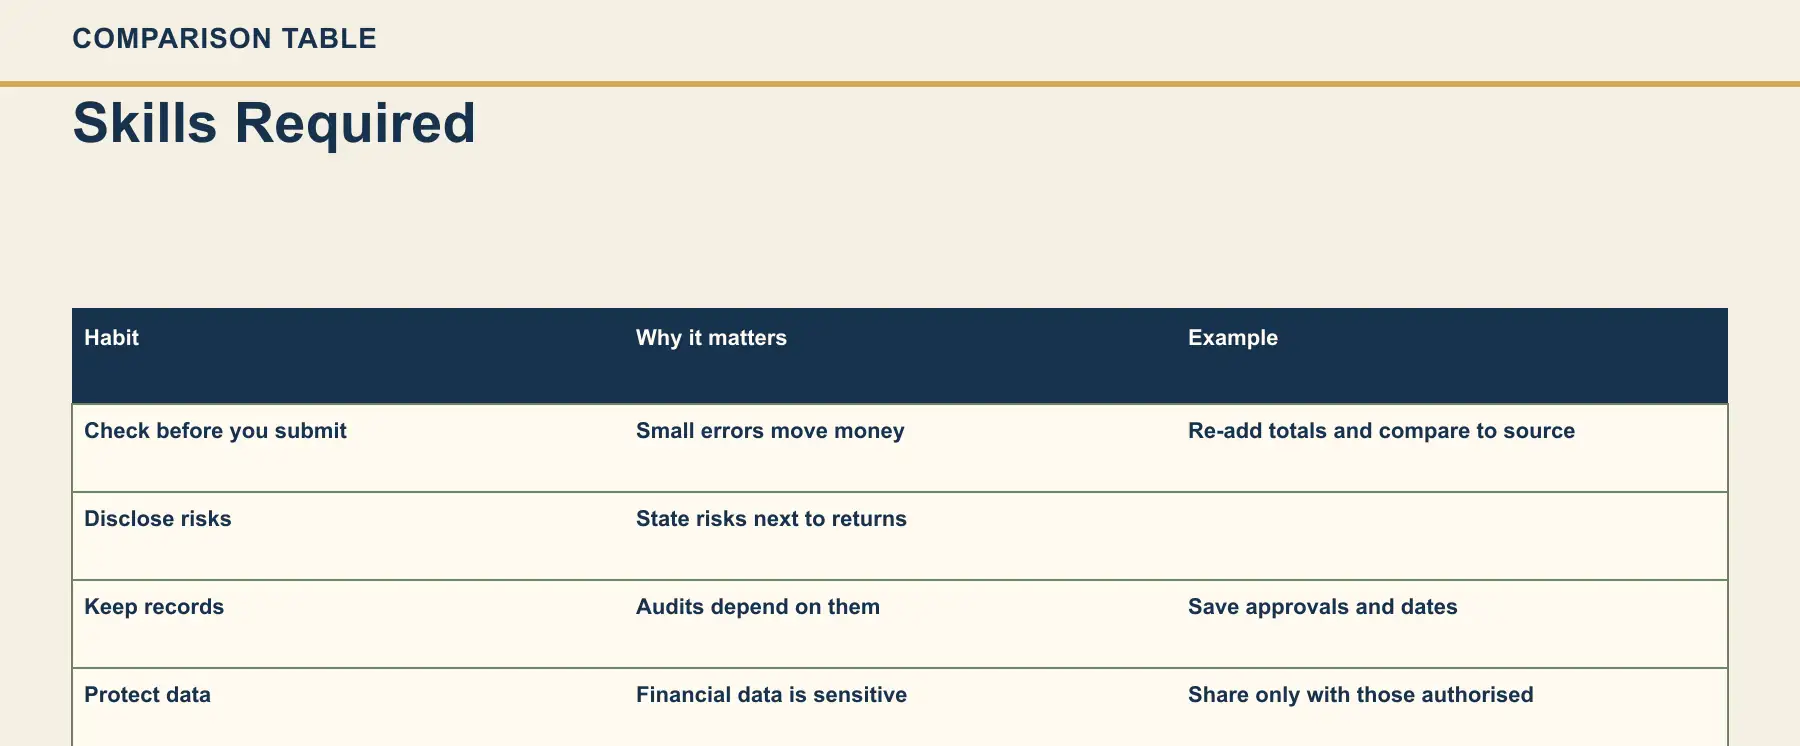 COMPARISON TABLE
Skills Required
Habit Why it matters Example
Check before you submit Small errors move money Re-add totals and compare to source
Disclose risks State risks next to returns
Keep records Audits depend on them Save approvals and dates
Protect data Financial data is sensitive Share only with those authorised